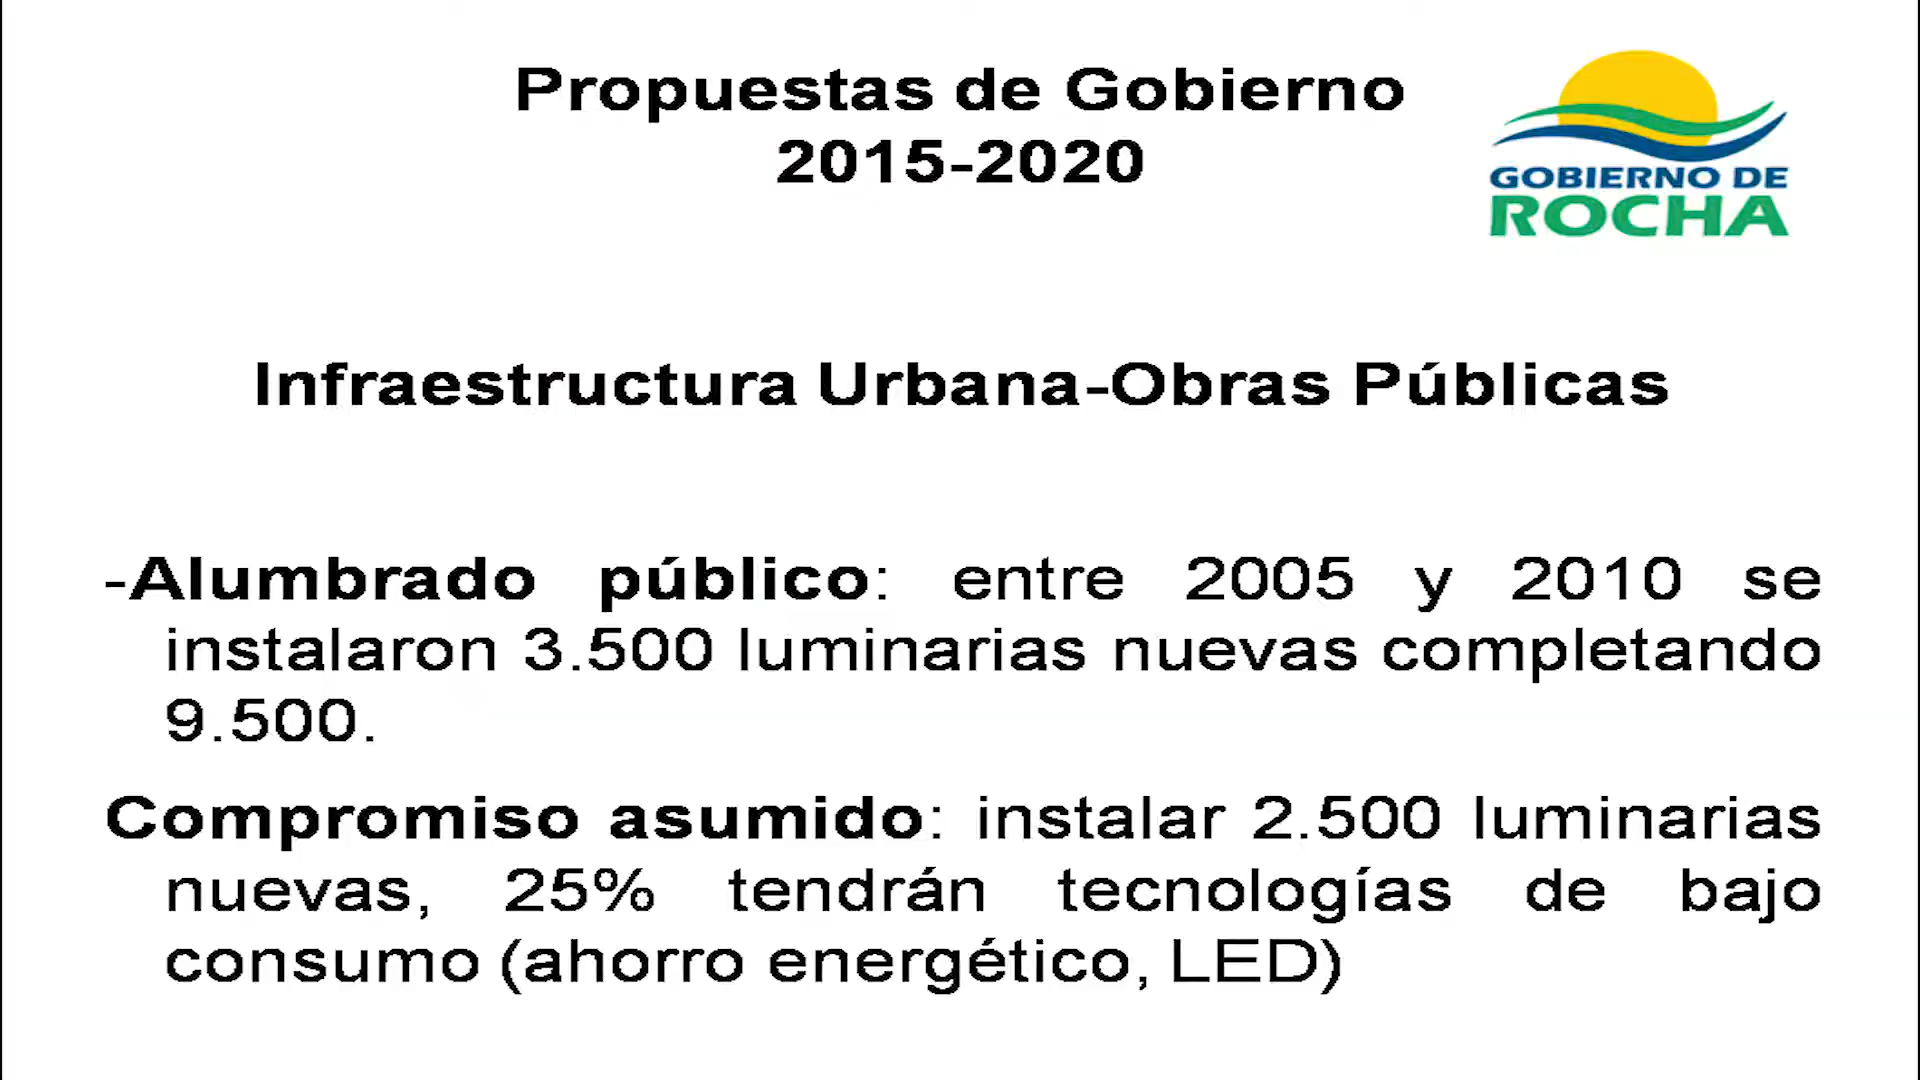 Propuestas de Gobierno
2015-2020
GOBIERNO DE
ROCHA
Infraestructura Urbana-Obras Públicas
-Alumbrado público: entre 2005 y 2010 se
instalaron 3.500 luminarias nuevas completando
9.500.
Compromiso asumido: instalar 2.500 luminarias
nuevas, 25% tendrán tecnologías de bajo
consumo (ahorro energético, LED)